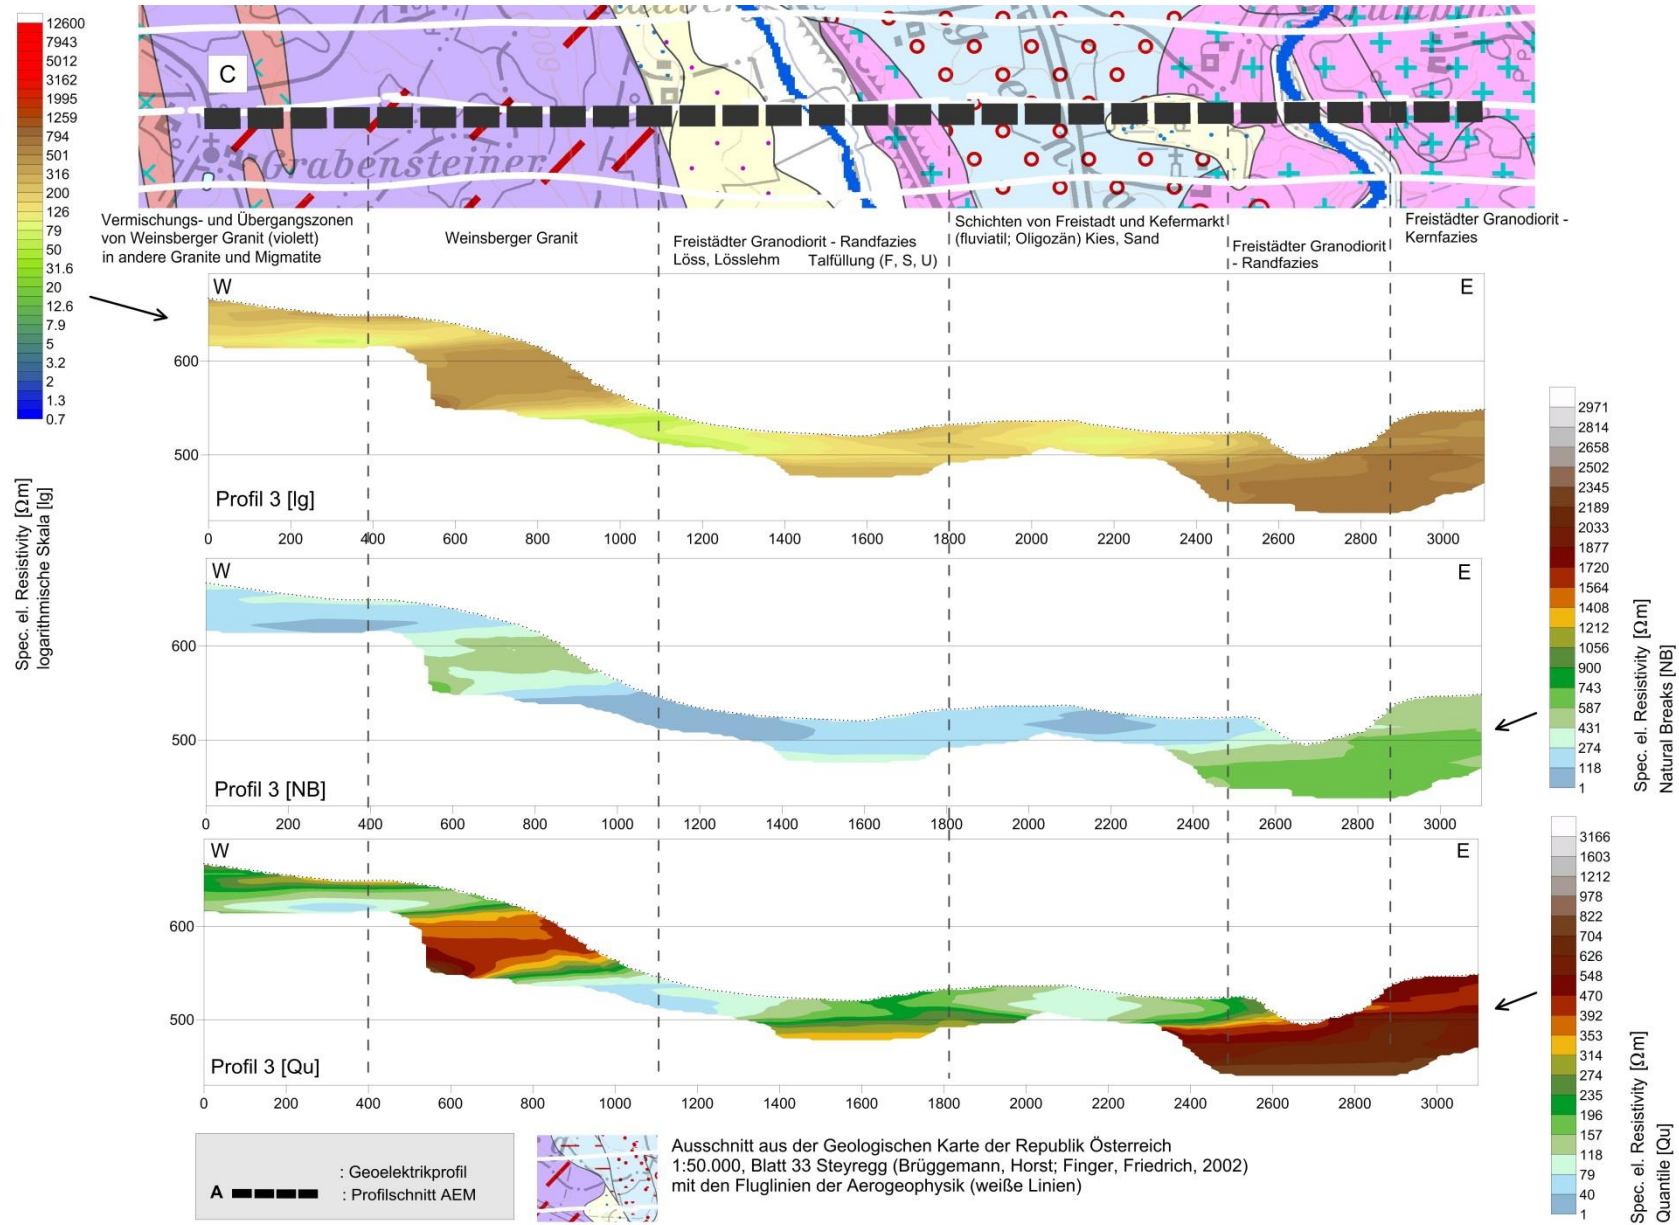 12600
7943
5012
3162
1995
1259
794
501
316
200
126
79
50
31.6
20
12.6
7.9
5
3.2
2
1.3
0.7
Spec. el. Resistivity [Ωm]
logarithmische Skala [lg]
C
Grabensteiner
Vermischungs- und Übergangszonen
von Weinsberger Granit (violett)
in andere Granite und Migmatite
Weinsberger Granit
Freistädter Granodiorit - Randfazies
Löss, Lösslehm Talfüllung (F, S, U)
Schichten von Freistadt und Kefermarkt
(fluviatil; Oligozän) Kies, Sand
Freistädter Granodiorit
- Randfazies
Freistädter Granodiorit -
Kernfazies
W E
600
500
Profil 3 [lg]
0 200 400 600 800 1000 1200 1400 1600 1800 2000 2200 2400 2600 2800 3000
W E
600
500
Profil 3 [NB]
0 200 400 600 800 1000 1200 1400 1600 1800 2000 2200 2400 2600 2800 3000
2971
2814
2658
2502
2345
2189
2033
1877
1720
1564
1408
1212
1056
900
743
587
431
274
118
1
Spec. el. Resistivity [Ωm]
Natural Breaks [NB]
W E
600
500
Profil 3 [Qu]
0 200 400 600 800 1000 1200 1400 1600 1800 2000 2200 2400 2600 2800 3000
3166
1603
1212
978
822
704
626
548
470
392
353
314
274
235
196
157
118
79
40
1
Spec. el. Resistivity [Ωm]
Quantile [Qu]
: Geoelektrikprofil
A : Profilschnitt AEM
Ausschnitt aus der Geologischen Karte der Republik Österreich
1:50.000, Blatt 33 Steyregg (Brüggemann, Horst; Finger, Friedrich, 2002)
mit den Fluglinien der Aerogeophysik (weiße Linien)